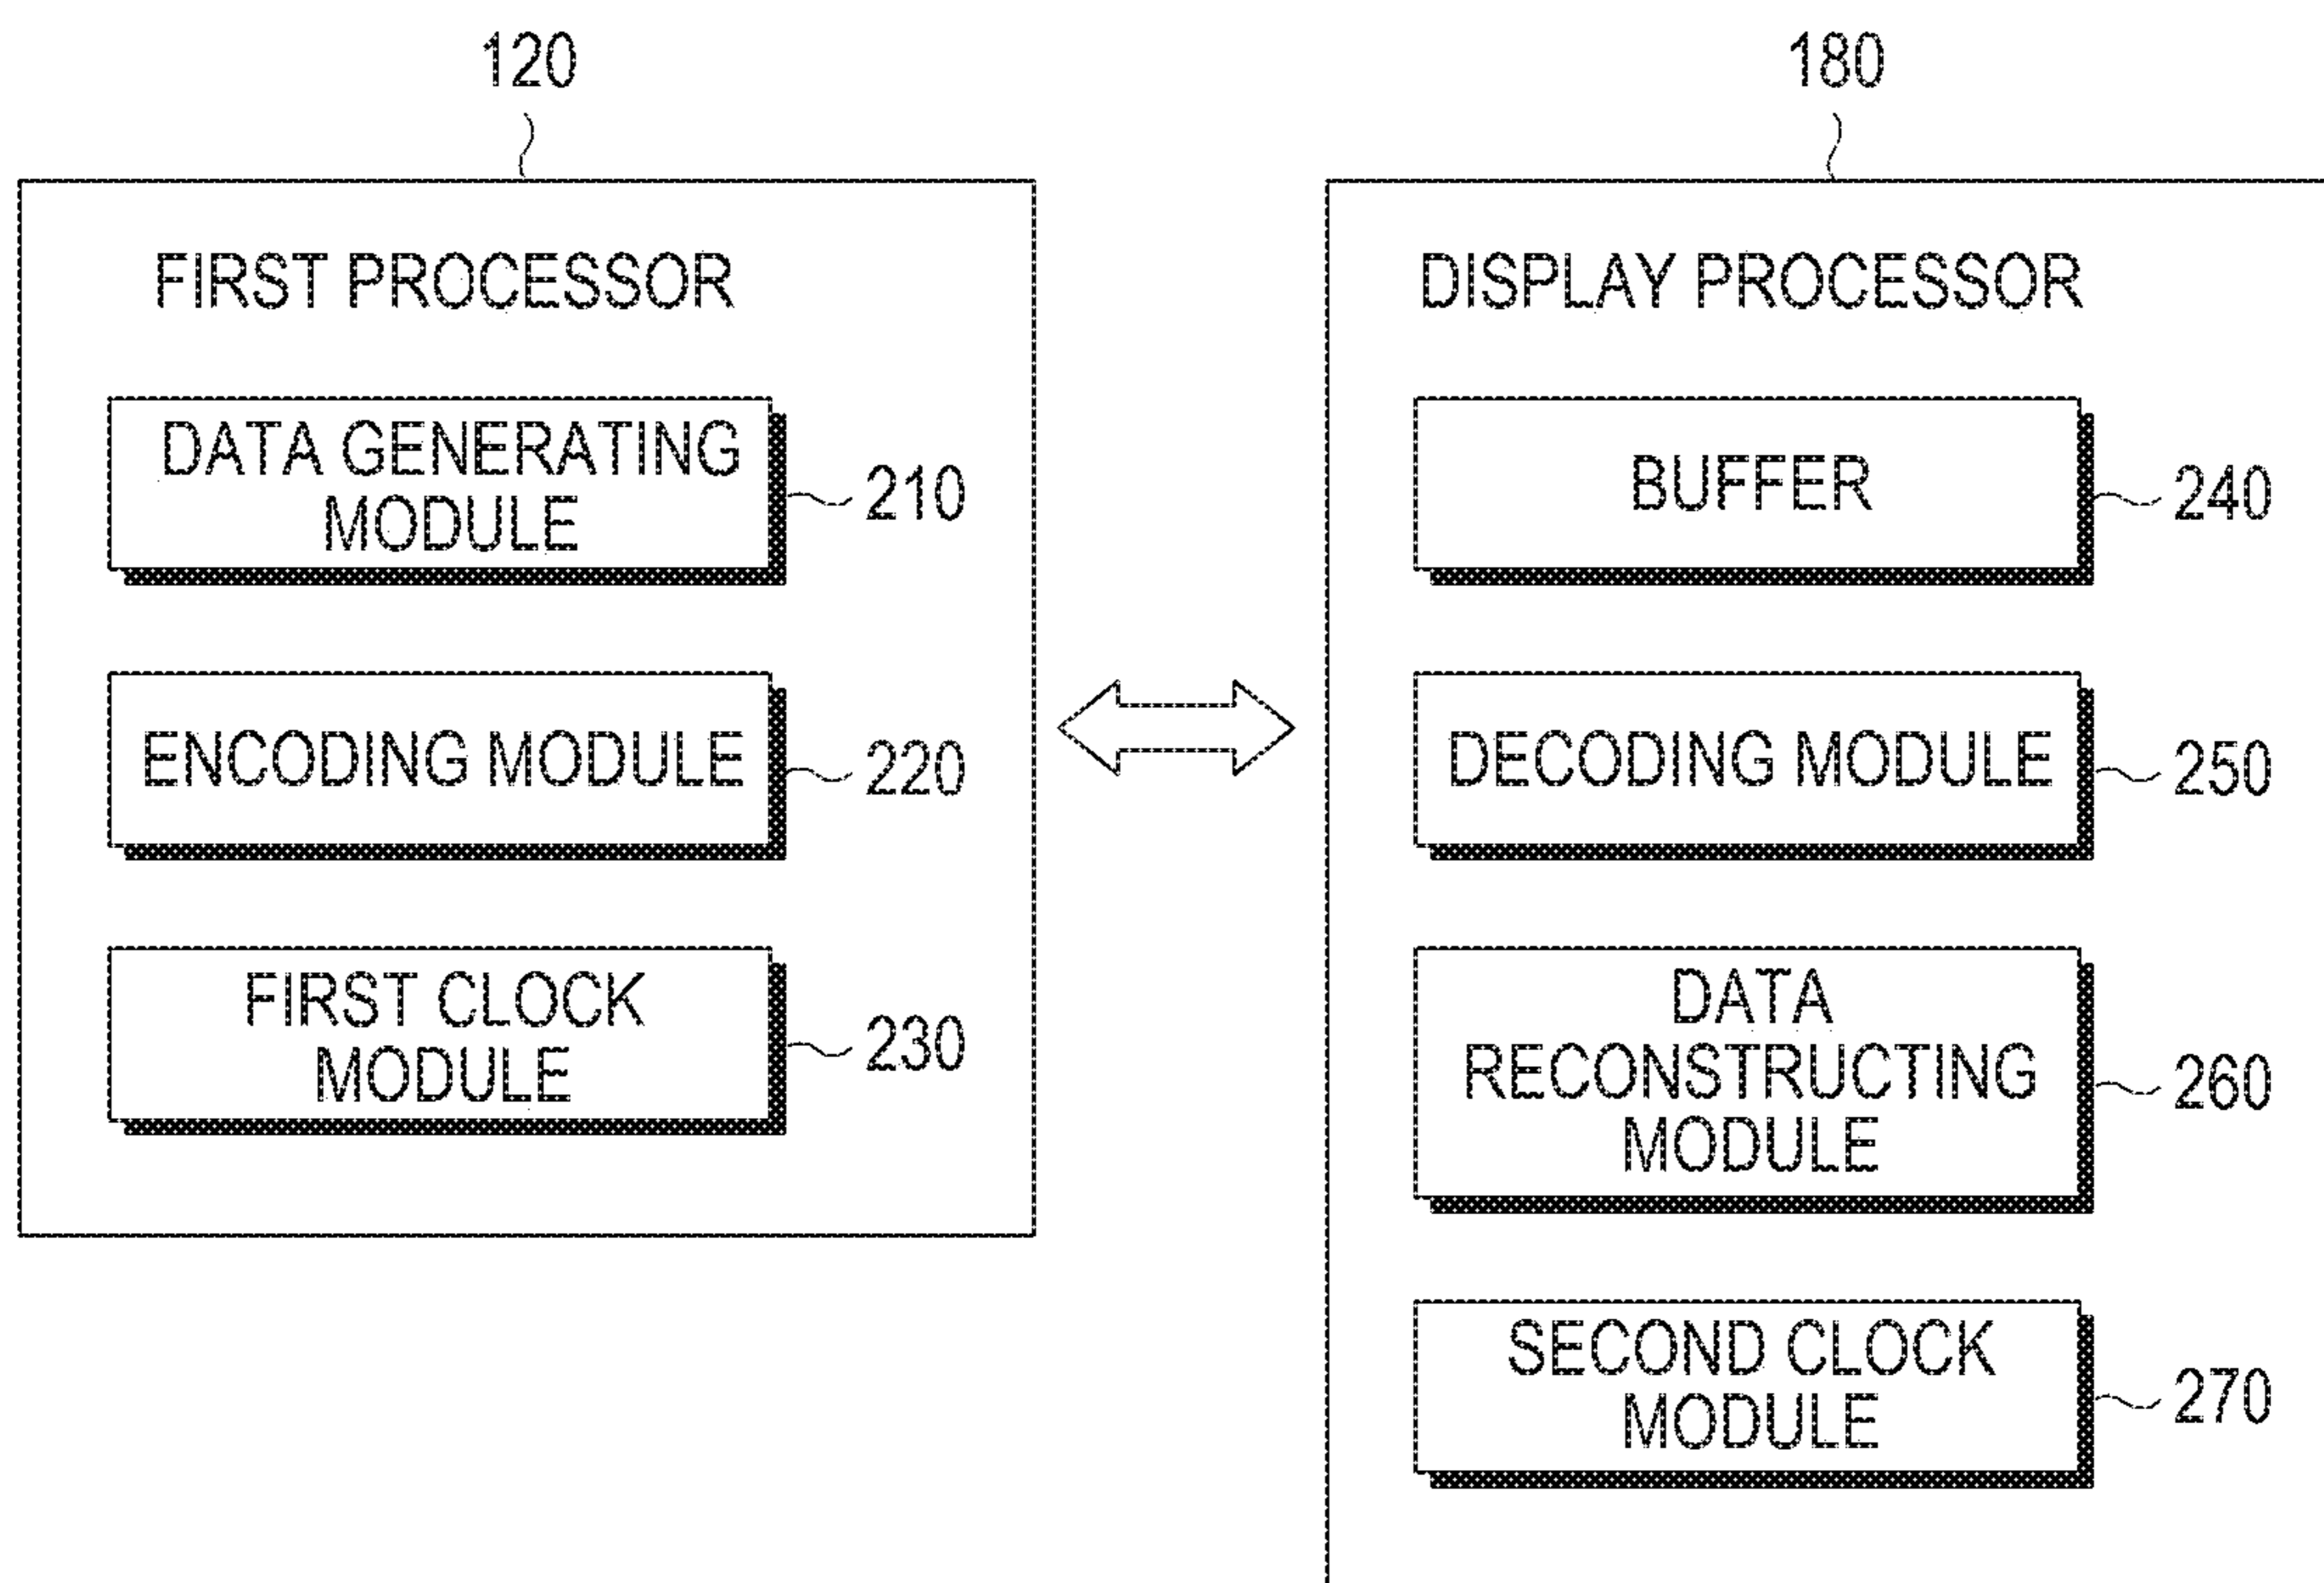 120
FIRST PROCESSOR
DATA GENERATING
MODULE
210
ENCODING MODULE
220
FIRST CLOCK
MODULE
230
180
DISPLAY PROCESSOR
BUFFER
240
DECODING MODULE
250
DATA
RECONSTRUCTING
MODULE
260
SECOND CLOCK
MODULE
270